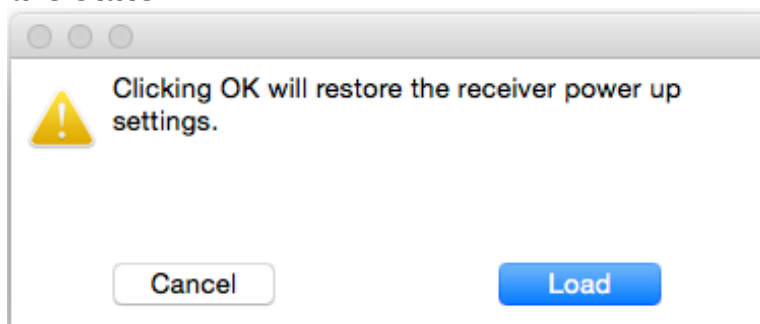 Clicking OK will restore the receiver power up
settings.
Cancel
Load